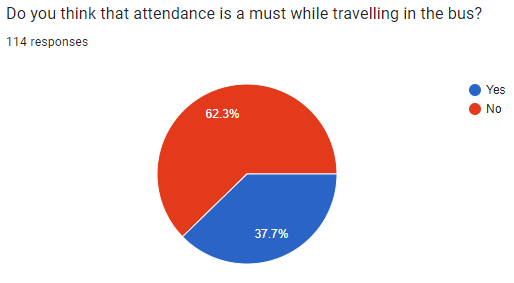 Do you think that attendance is a must while travelling in the bus?
114 responses
Yes
No
62.3%
37.7%